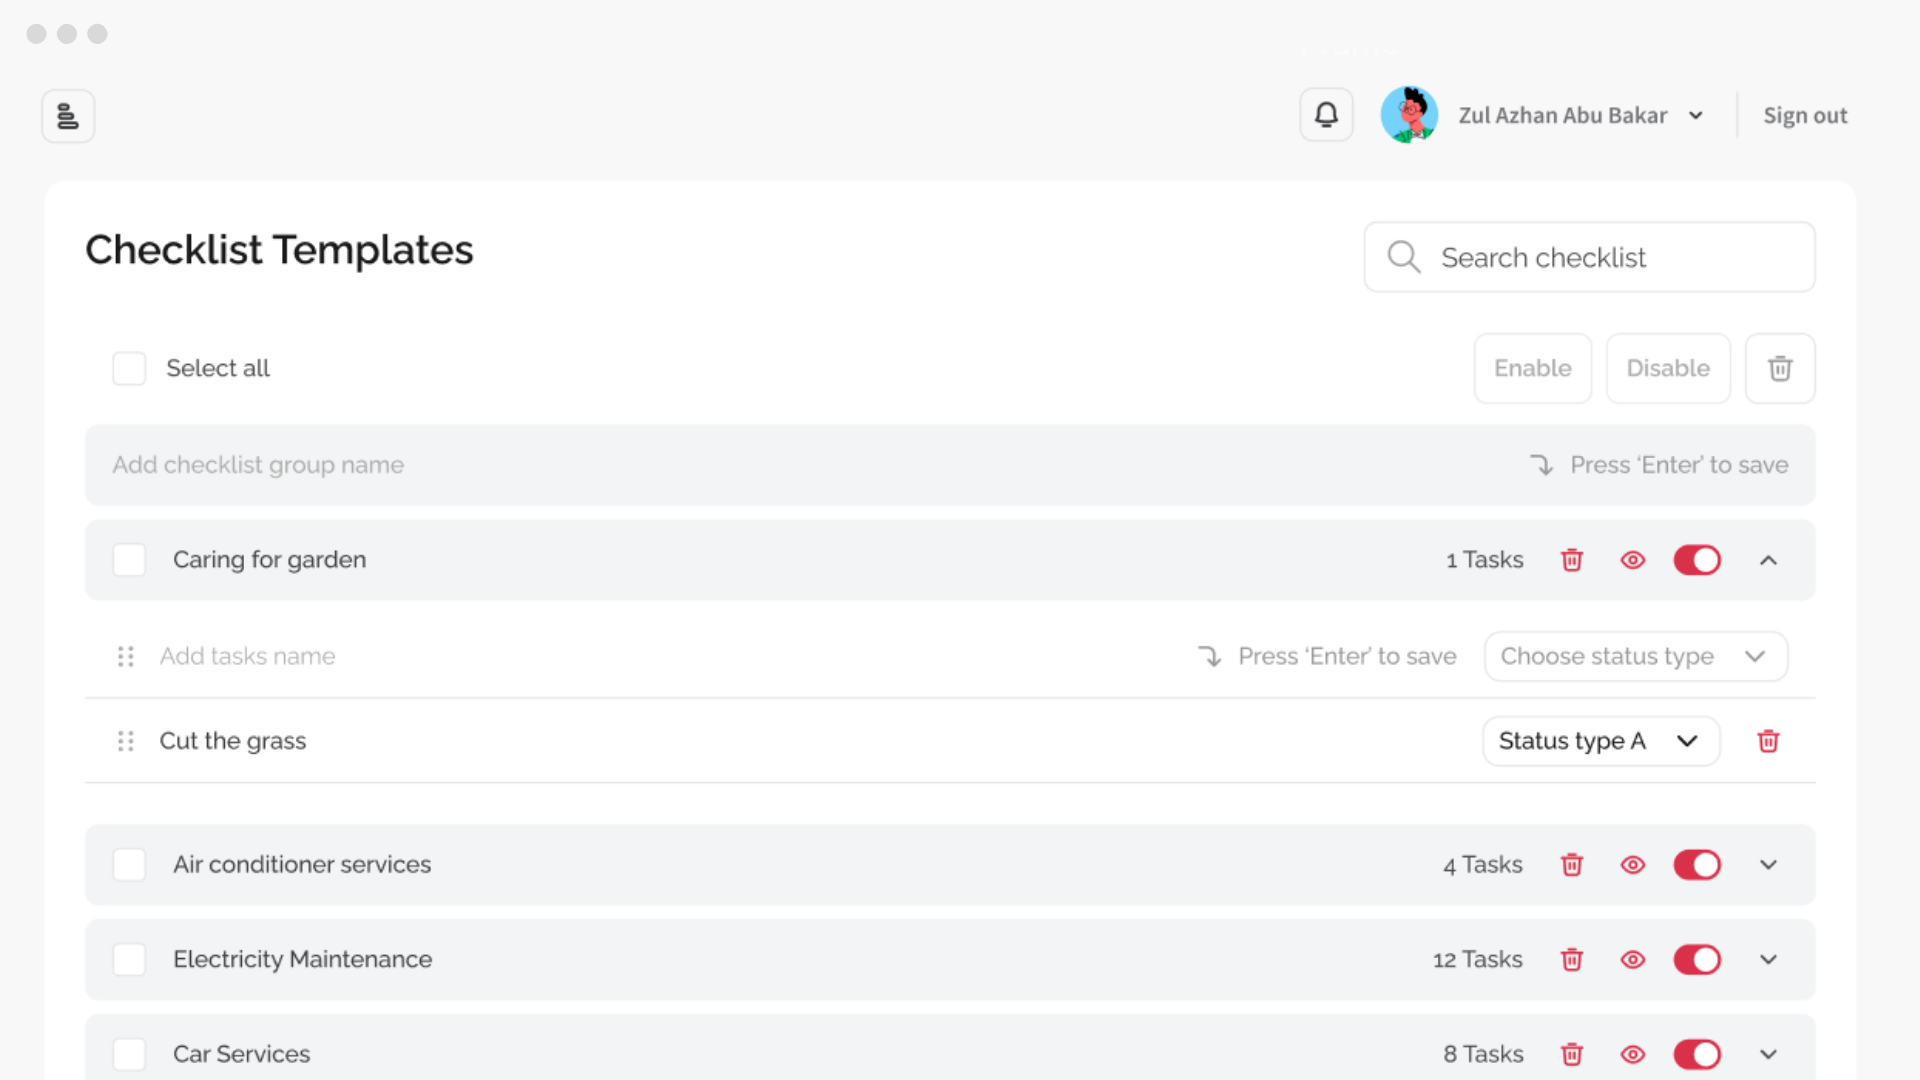 Zul Azhan Abu Bakar Sign out
Checklist Templates
Search checklist
Select all
Enable Disable
Add checklist group name Press ‘Enter’ to save
Caring for garden 1 Tasks
Add tasks name Press ‘Enter’ to save Choose status type
Cut the grass Status type A
Air conditioner services 4 Tasks
Electricity Maintenance 12 Tasks
Car Services 8 Tasks